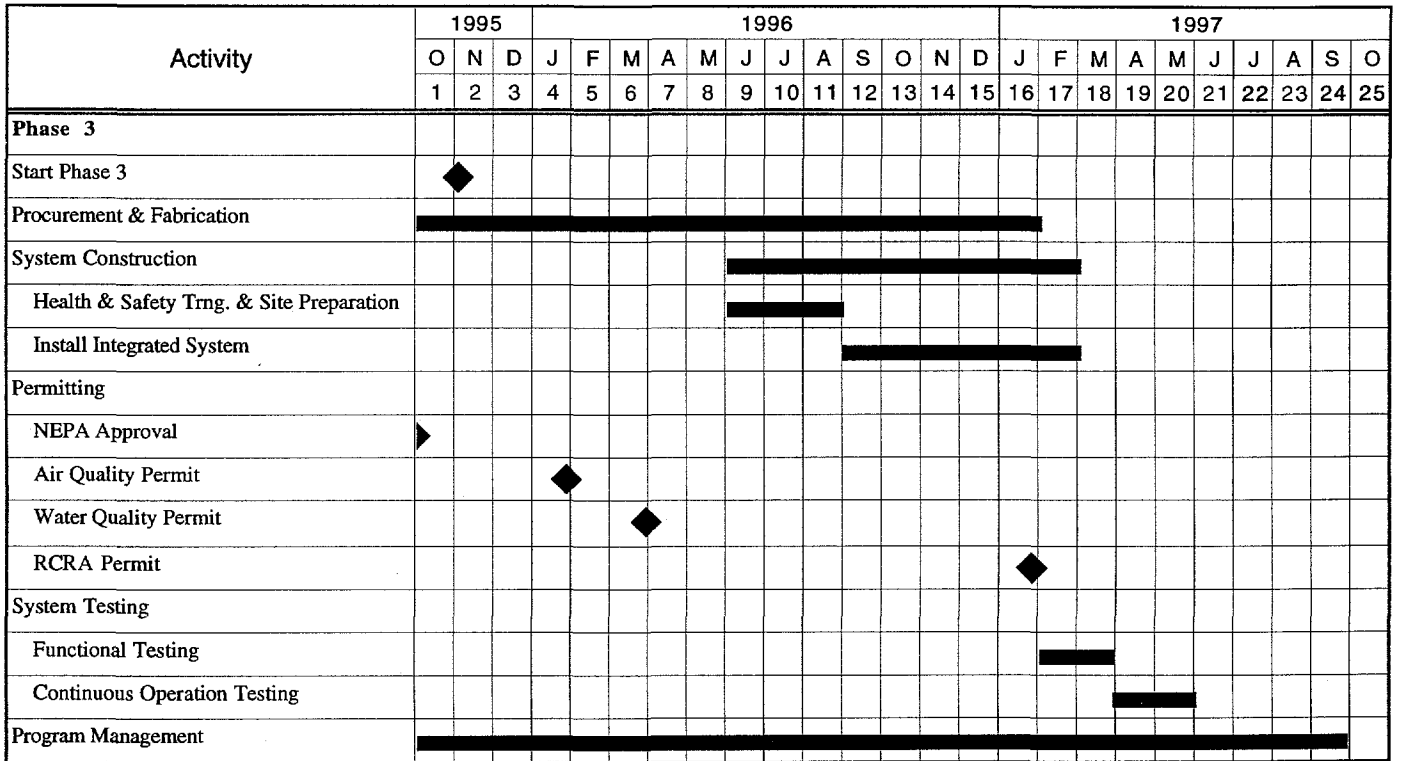 1995 1996 1997
Activity
O N D J F M A M J J A S O N D J F M A M J J A S O
1 2 3 4 5 6 7 8 9 10 11 12 13 14 15 16 17 18 19 20 21 22 23 24 25
Phase 3
Start Phase 3
Procurement & Fabrication
System Construction
Health & Safety Trng. & Site Preparation
Install Integrated System
Permitting
NEPA Approval
Air Quality Permit
Water Quality Permit
RCRA Permit
System Testing
Functional Testing
Continuous Operation Testing
Program Management